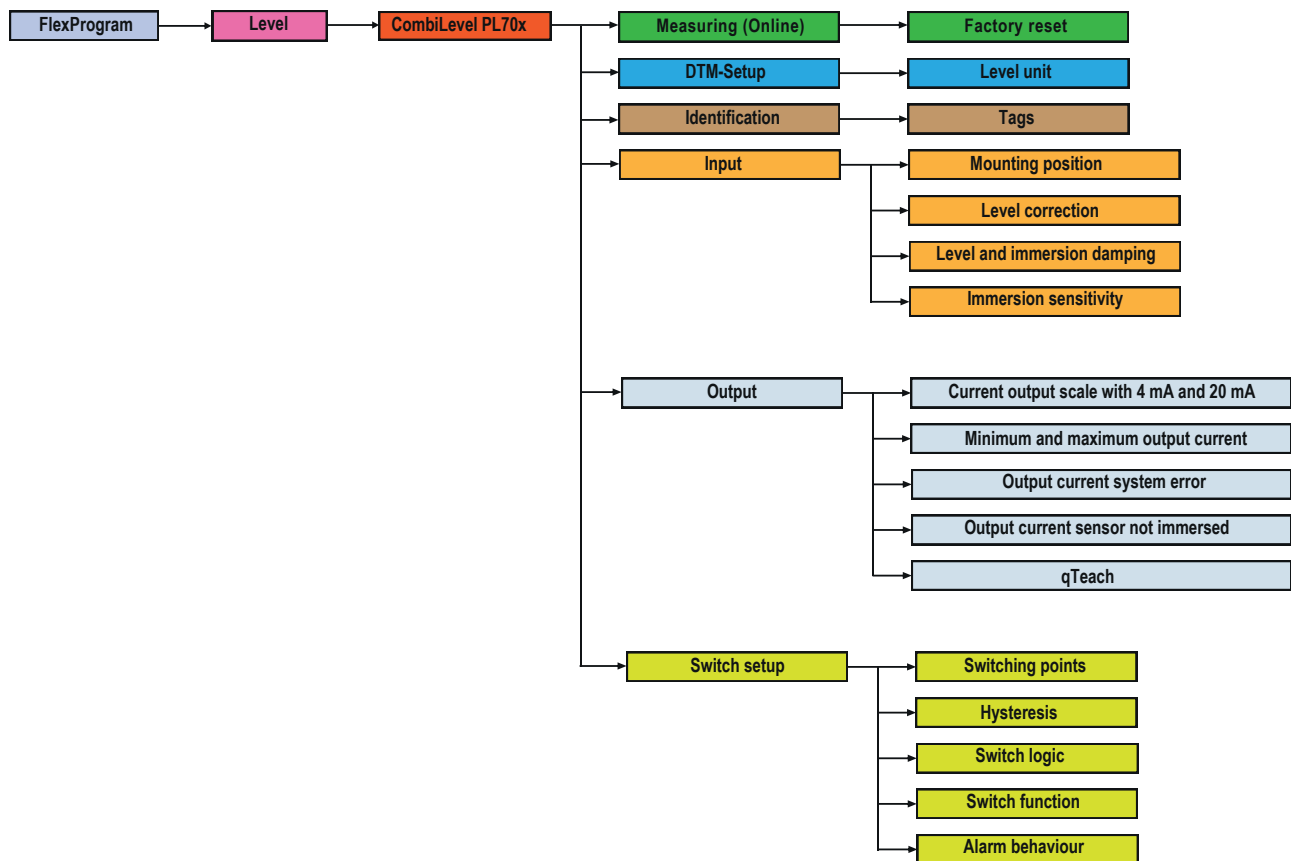 FlexProgram
Level
CombiLevel PL70x
Measuring (Online)
Factory reset
DTM-Setup
Level unit
Identification
Tags
Input
Mounting position
Level correction
Level and immersion damping
Immersion sensitivity
Output
Current output scale with 4 mA and 20 mA
Minimum and maximum output current
Output current system error
Output current sensor not immersed
qTeach
Switch setup
Switching points
Hysteresis
Switch logic
Switch function
Alarm behaviour